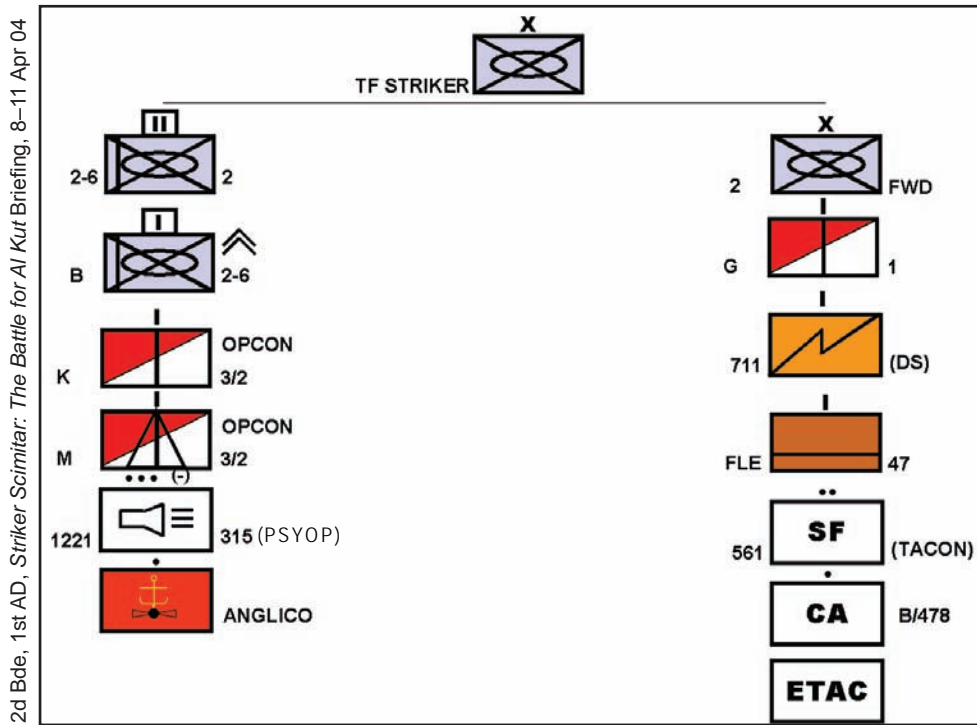 2d Bde, 1st AD, Striker Scimitar: The Battle for Al Kut Briefing, 8–11 Apr 04
X
TF STRIKER
II
2-6 2
I
B 2-6
I
K OPCON
3/2
I
M OPCON
3/2
(-)
1221 315 (PSYOP)
ANGLICO
X
2 FWD
I
G 1
I
711 (DS)
I
FLE 47
561 SF (TACON)
CA B/478
ETAC